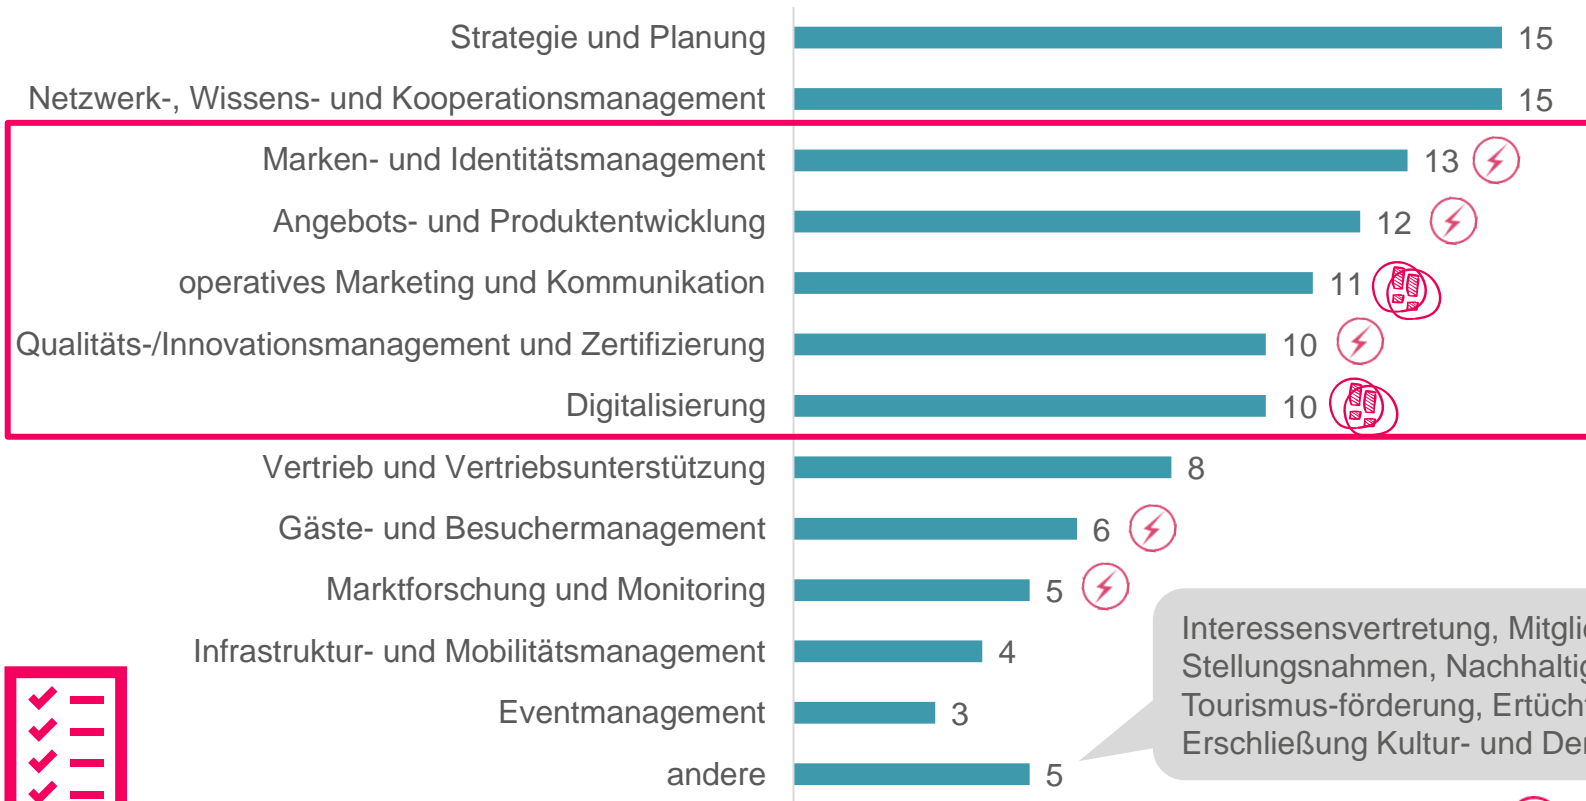 Strategie und Planung 15
Netzwerk-, Wissens- und Kooperationsmanagement 15
Marken- und Identitätsmanagement 13
Angebots- und Produktentwicklung 12
operatives Marketing und Kommunikation 11
Qualitäts-/Innovationsmanagement und Zertifizierung 10
Digitalisierung 10
Vertrieb und Vertriebsunterstützung 8
Gäste- und Besuchermanagement 6
Marktforschung und Monitoring 5
Infrastruktur- und Mobilitätsmanagement 4
Eventmanagement 3
andere 5
Interessensvertretung,
Stellungsnahmen,
Tourismus-förderung,
Erschließung Kultur- und